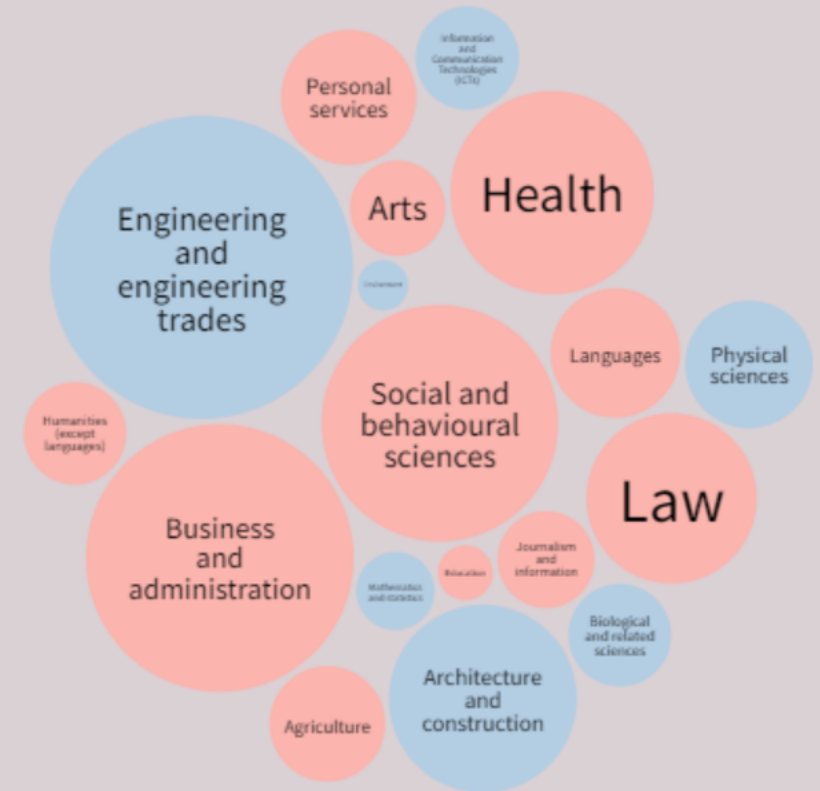 Information
and
Communication
Technologies
(ICTs)
Personal
services
Health
Arts
Engineering
and
engineering
trades
Languages
Physical
sciences
Social and
behavioural
sciences
Humanities
(except
languages)
Law
Business
and
administration
Journalism
and
information
Education
Mathematics
and statistics
Biological
and related
sciences
Architecture
and
construction
Agriculture